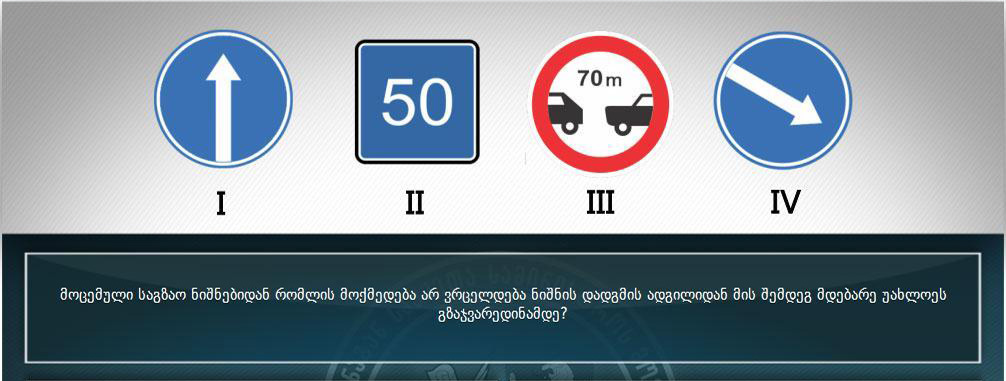 50
70m
I II III IV
მოცემული საგზაო ნიშნებიდან რომლის მოქმედება არ ვრცელდება ნიშნის დადგმის ადგილიდან მის შემდეგ მდებარე უახლოეს
გზაჯვარედინამდე?